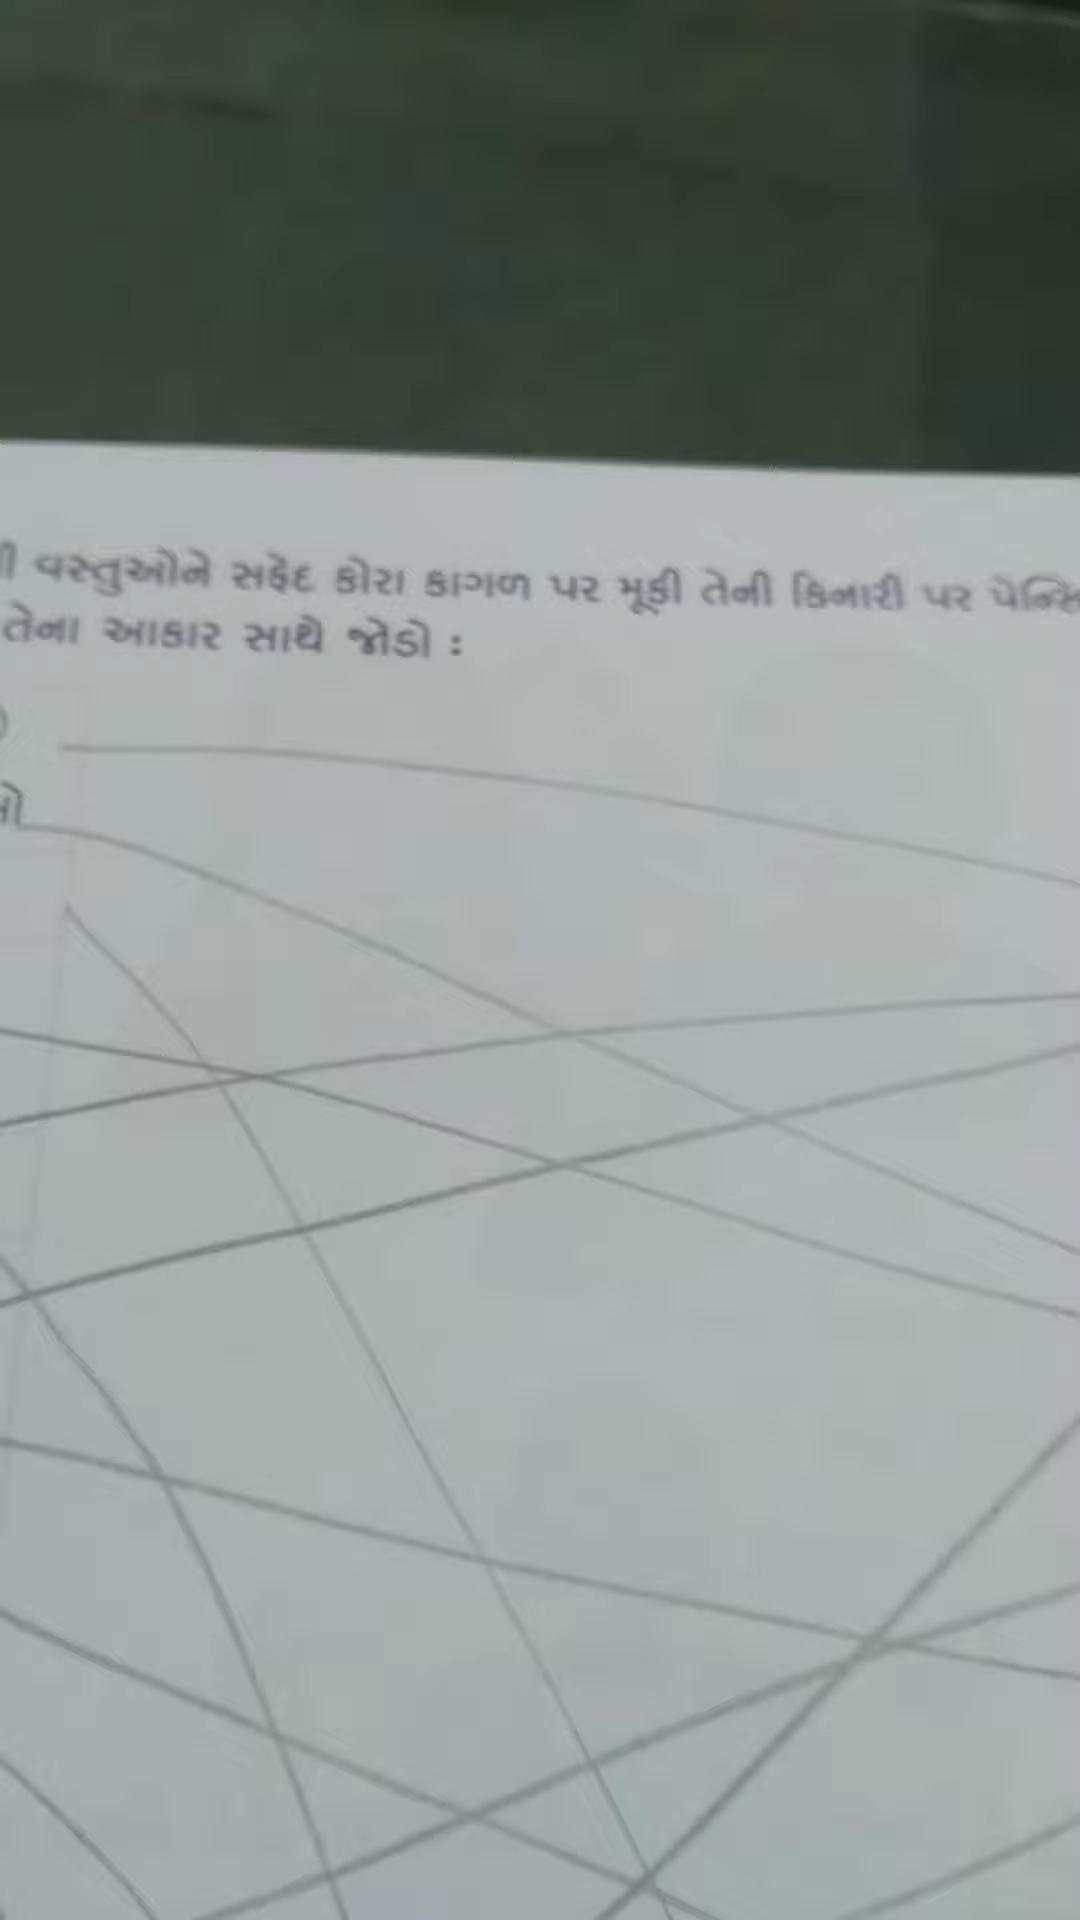 વસ્તુઓને સફેદ કોરા કાગળ પર મૂકી તેની કિનારી પર
તેના આકાર સાથે જોડો :